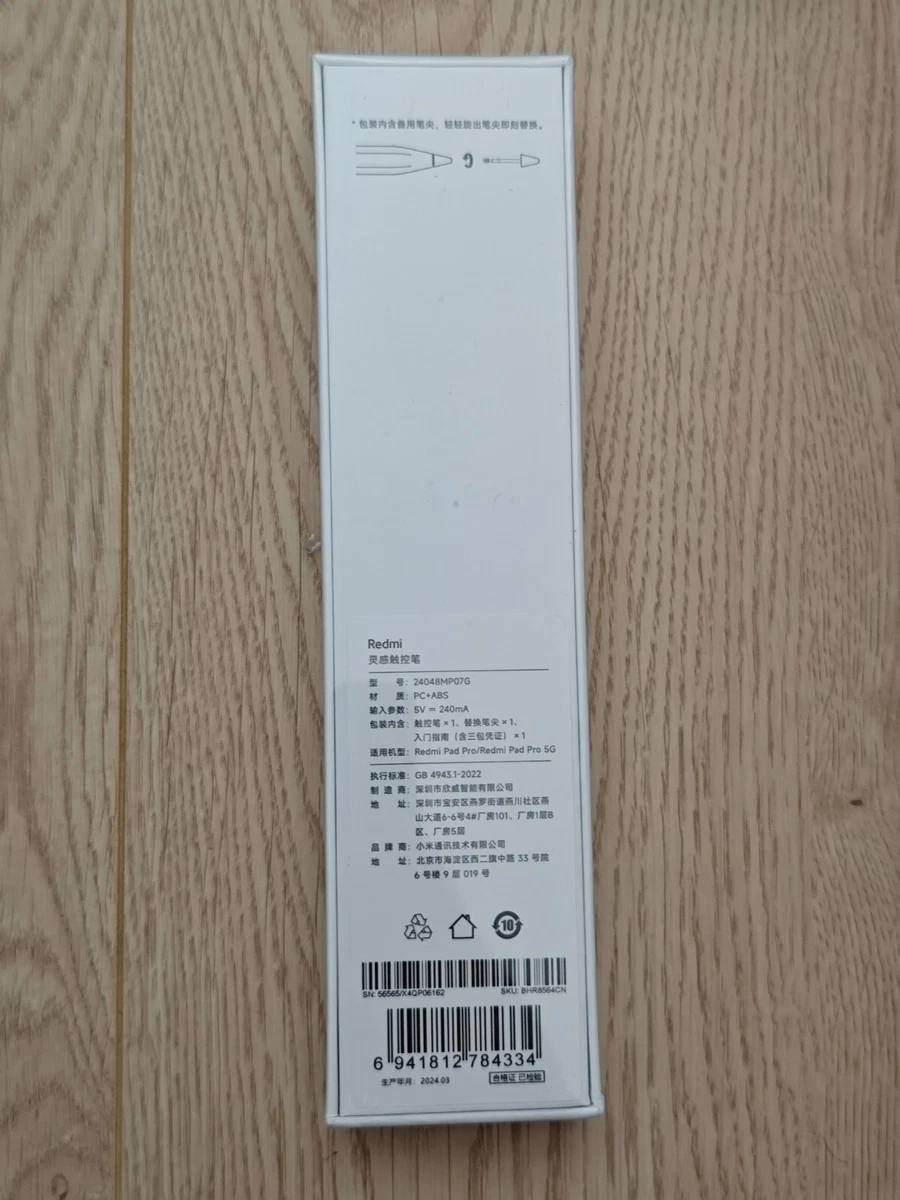 * 包装内含备用笔尖，轻轻拔出笔尖即刻替换。
Redmi
灵感触控笔
型 号：24048MP07G
材 质：PC+ABS
输入参数：5V ⎓ 240mA
包装内含：触控笔×1、替换笔尖×1、
入门指南（含三包凭证）×1
适用机型：Redmi Pad Pro/Redmi Pad Pro 5G
执行标准：GB 4943.1-2022
制 造 商：深圳市欣威智能有限公司
地 址：深圳市宝安区燕罗街道燕川社区燕
山大道6-6号4#厂房101、厂房1层B
区、厂房5层
品 牌 商：小米通讯技术有限公司
地 址：北京市海淀区西二旗中路 33 号院
6 号楼 9 层 019 号
10
SN: 56565/X4QP06162 SKU: BHR8564CN
6 941812 784334
生产年月：2024.03 合格证 已检验